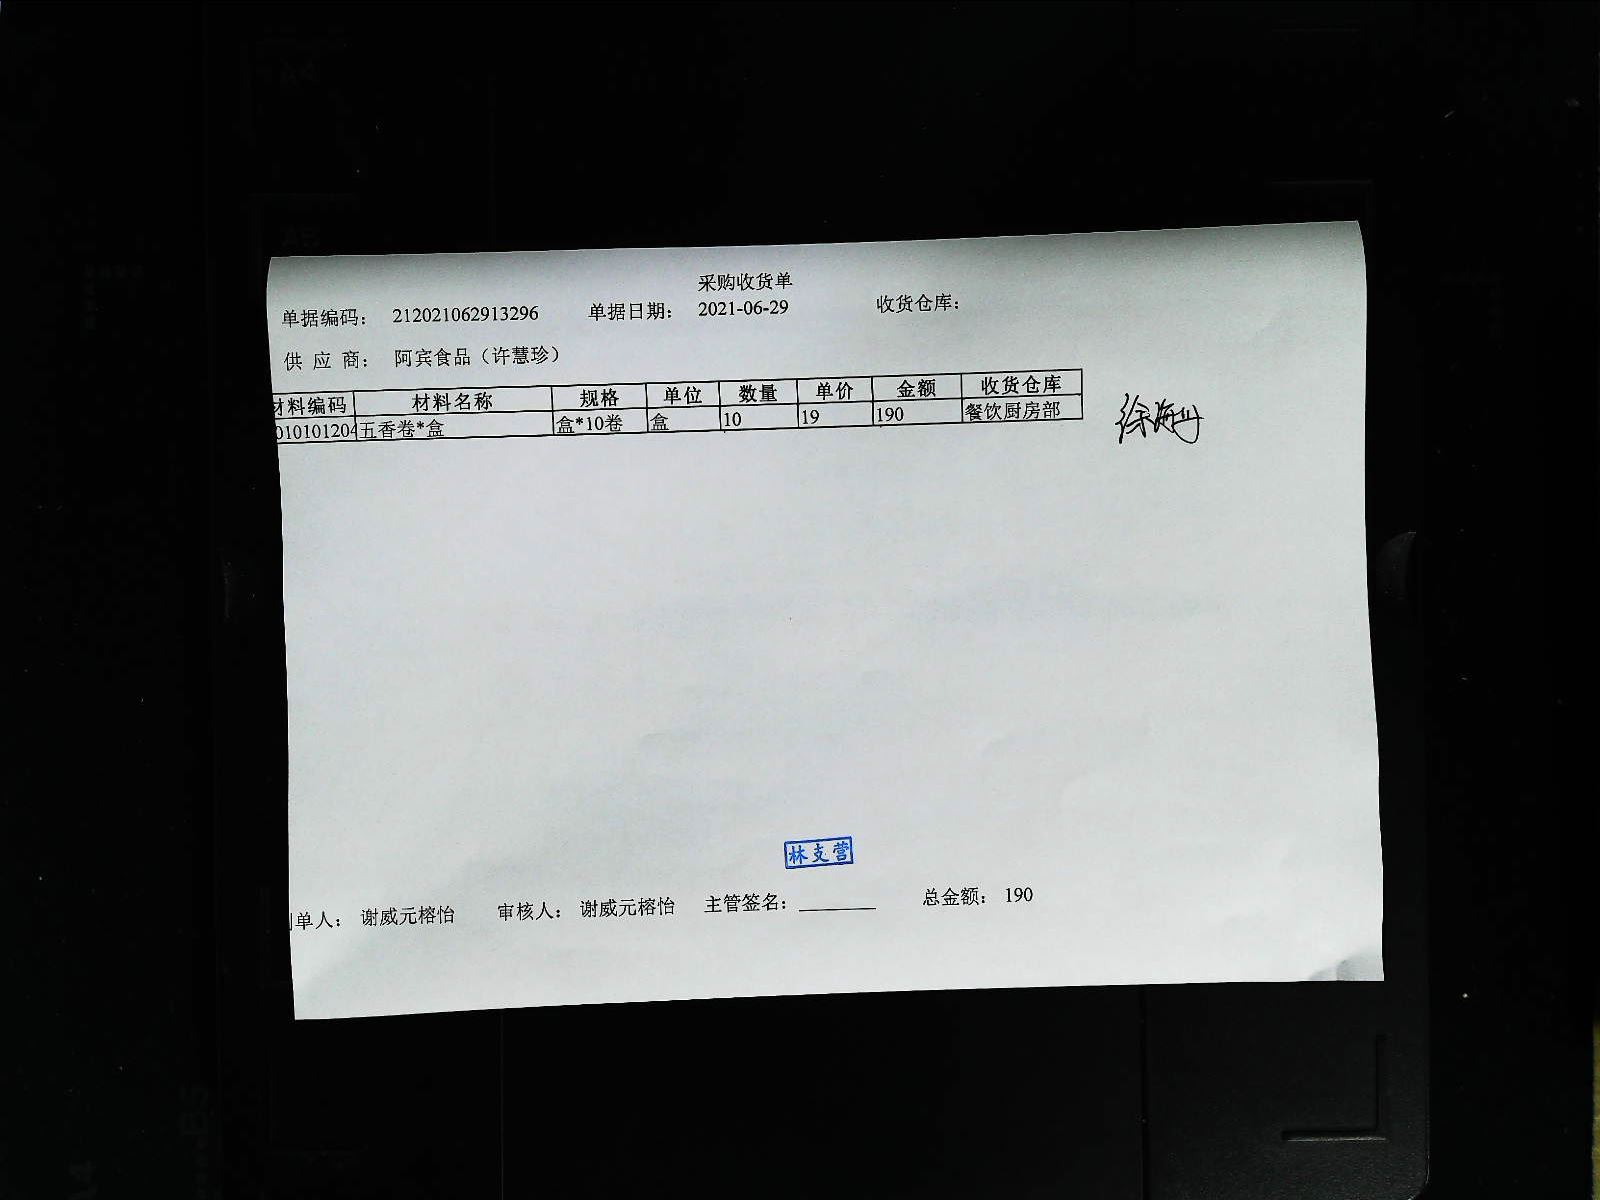 采购收货单
单据编码： 212021062913296 单据日期： 2021-06-29 收货仓库：
供 应 商： 阿宾食品（许慧珍）
材料编码 材料名称 规格 单位 数量 单价 金额 收货仓库
010101204 五香卷*盒 盒*10卷 盒 10 19 190 餐饮厨房部
林支营
制单人： 谢威元榕怡 审核人： 谢威元榕怡 主管签名：________ 总金额： 190